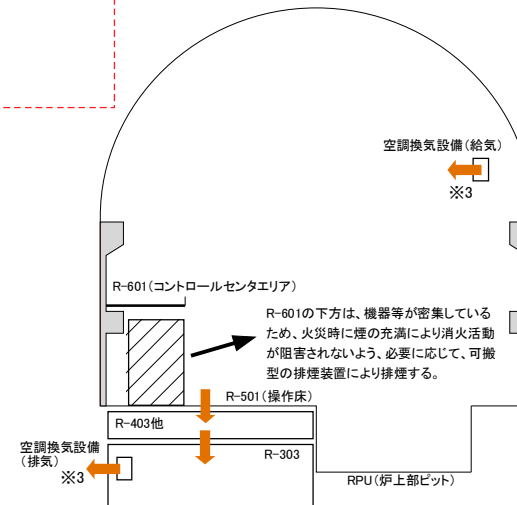 空調換気設備(給気)
※3
R-601(コントロールセンタエリア)
R-601の下方は、機器等が密集している
ため、火災時に煙の充満により消火活動
が阻害されないよう、必要に応じて、可搬
型の排煙装置により排煙する。
R-501(操作床)
R-403他
空調換気設備
(排気)
※3
R-303
RPU(炉上部ピット)